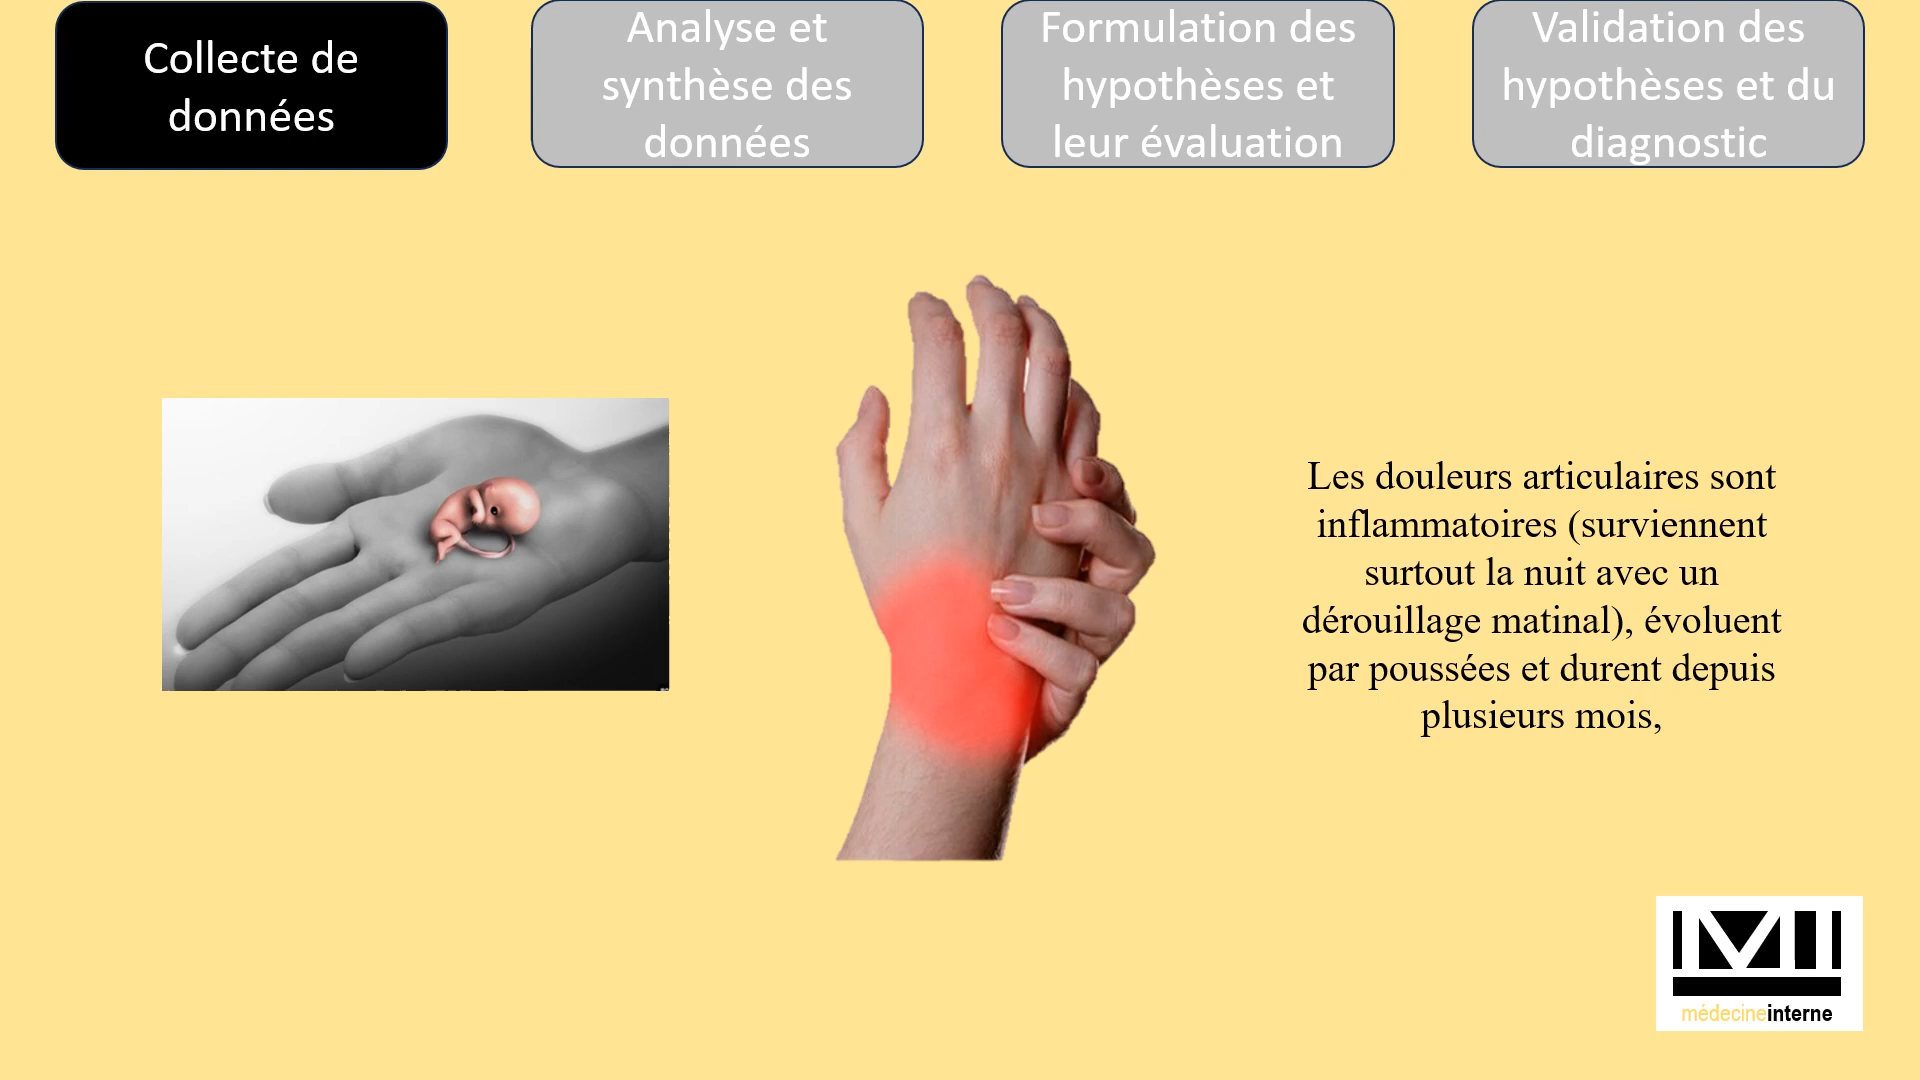 Collecte de
données
Analyse et
synthèse des
données
Formulation des
hypothèses et
leur évaluation
Validation des
hypothèses et du
diagnostic
Les douleurs articulaires sont
inflammatoires (surviennent
surtout la nuit avec un
dérouillage matinal), évoluent
par poussées et durent depuis
plusieurs mois,
MI
médecineinterne